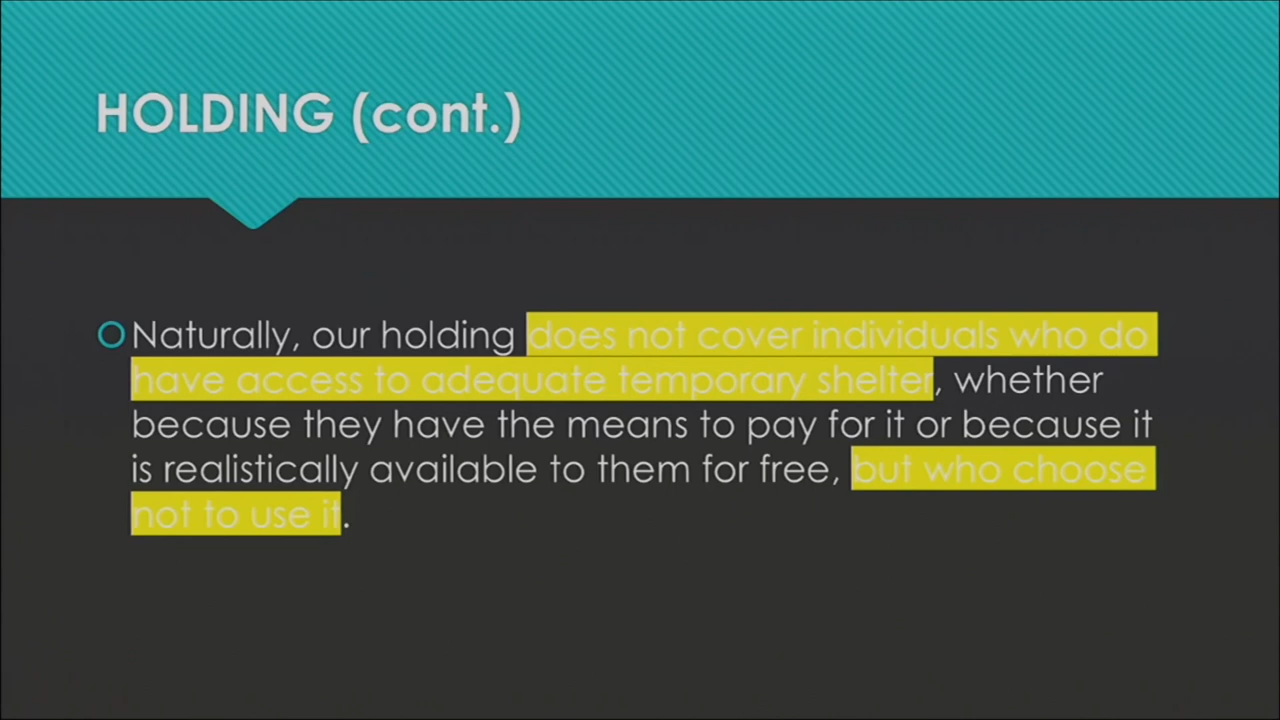 HOLDING (cont.)
Naturally, our holding does not cover individuals who do
have access to adequate temporary shelter, whether
because they have the means to pay for it or because it
is realistically available to them for free, but who choose
not to use it.